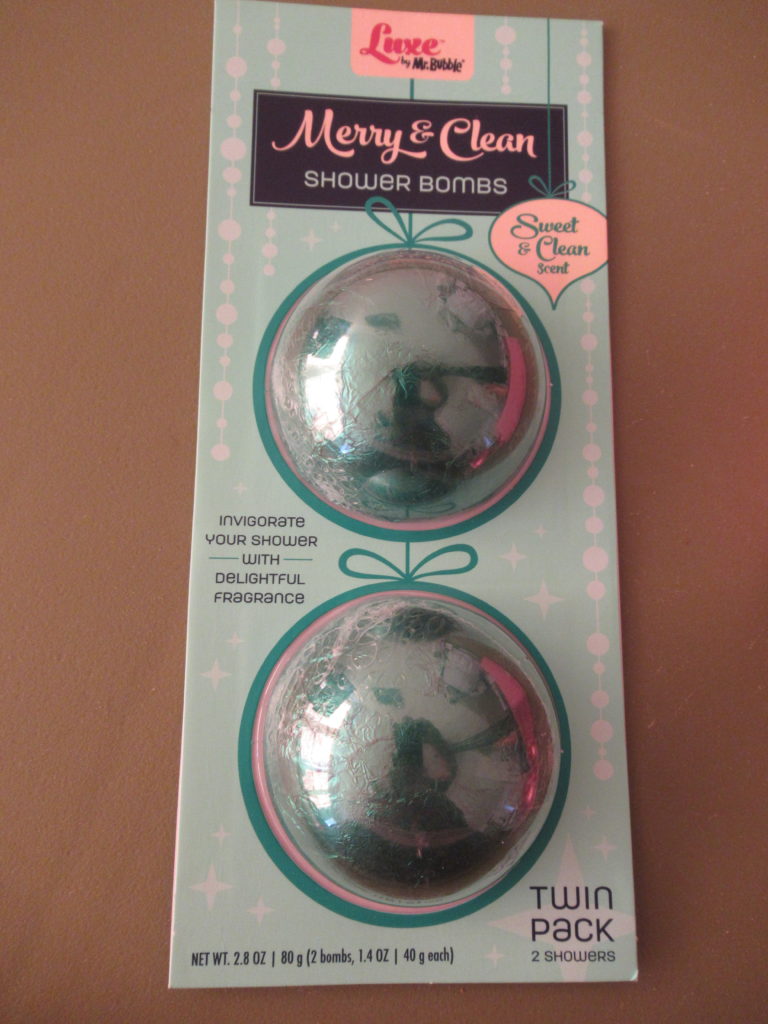 Luxe™
by Mr. Bubble®
Merry & Clean
SHOWER BOMBS
Sweet
& Clean
Scent
INVIGORATE
YOUR SHOWER
WITH
DELIGHTFUL
FRAGRANCE
TWIN
PACK
2 SHOWERS
NET WT. 2.8 OZ | 80 g (2 bombs, 1.4 OZ | 40 g each)